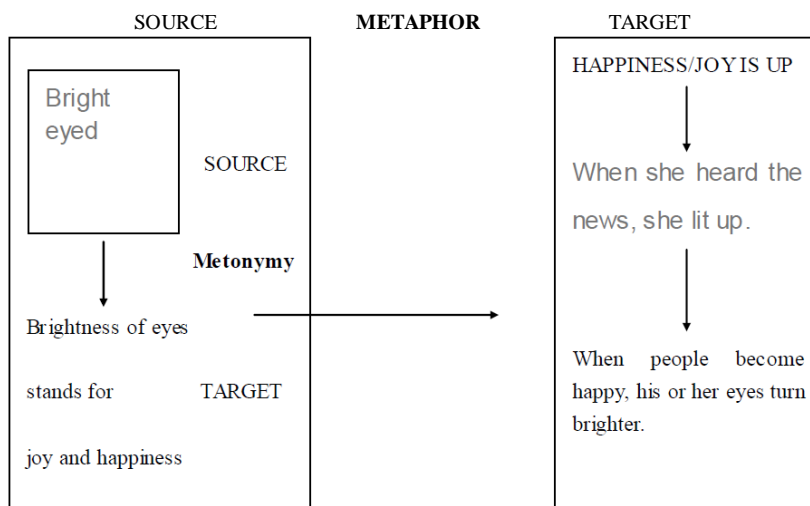 SOURCE METAPHOR TARGET
Bright
eyed
SOURCE
Metonymy
Brightness of eyes
stands for TARGET
joy and happiness
HAPPINESS/JOY IS UP
When she heard the
news, she lit up.
When people become
happy, his or her eyes turn
brighter.